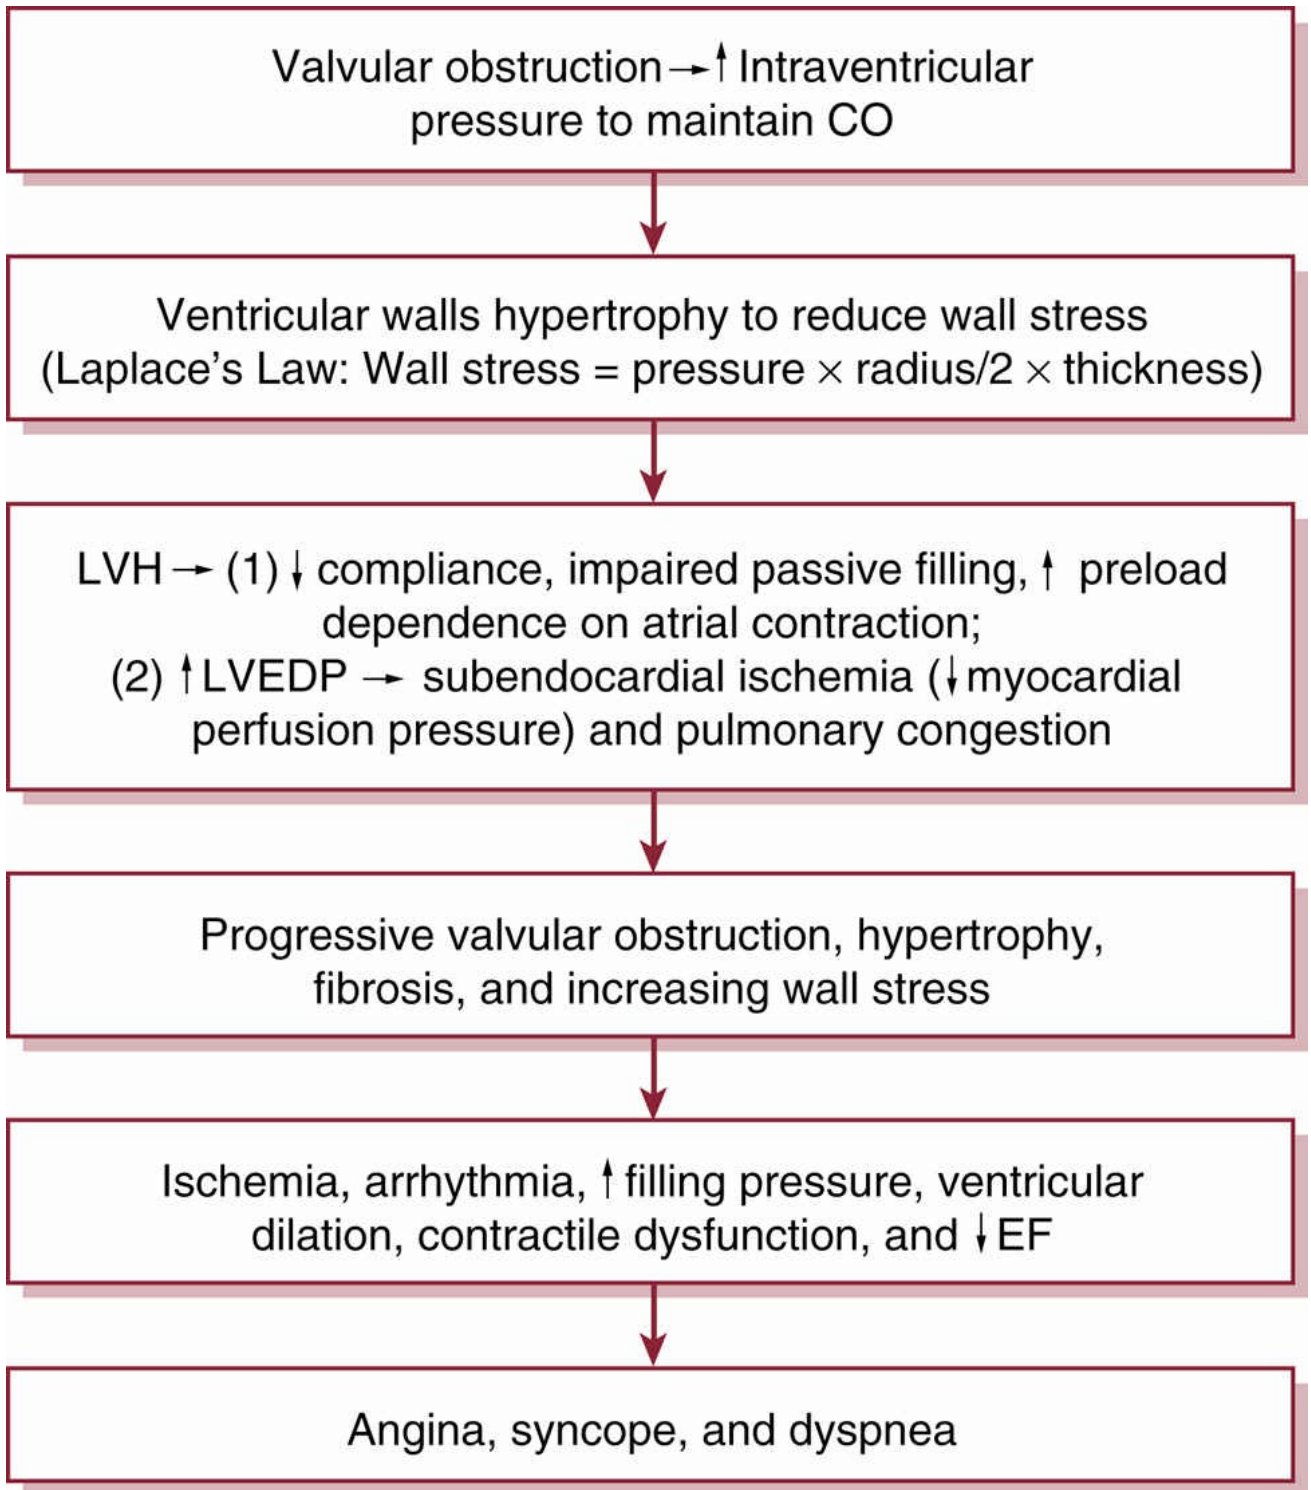 Valvular obstruction → ↑ Intraventricular
pressure to maintain CO
Ventricular walls hypertrophy to reduce wall stress
(Laplace's Law: Wall stress = pressure × radius/2 × thickness)
LVH → (1) ↓ compliance, impaired passive filling, ↑ preload
dependence on atrial contraction;
(2) ↑ LVEDP → subendocardial ischemia (↓ myocardial
perfusion pressure) and pulmonary congestion
Progressive valvular obstruction, hypertrophy,
fibrosis, and increasing wall stress
Ischemia, arrhythmia, ↑ filling pressure, ventricular
dilation, contractile dysfunction, and ↓ EF
Angina, syncope, and dyspnea